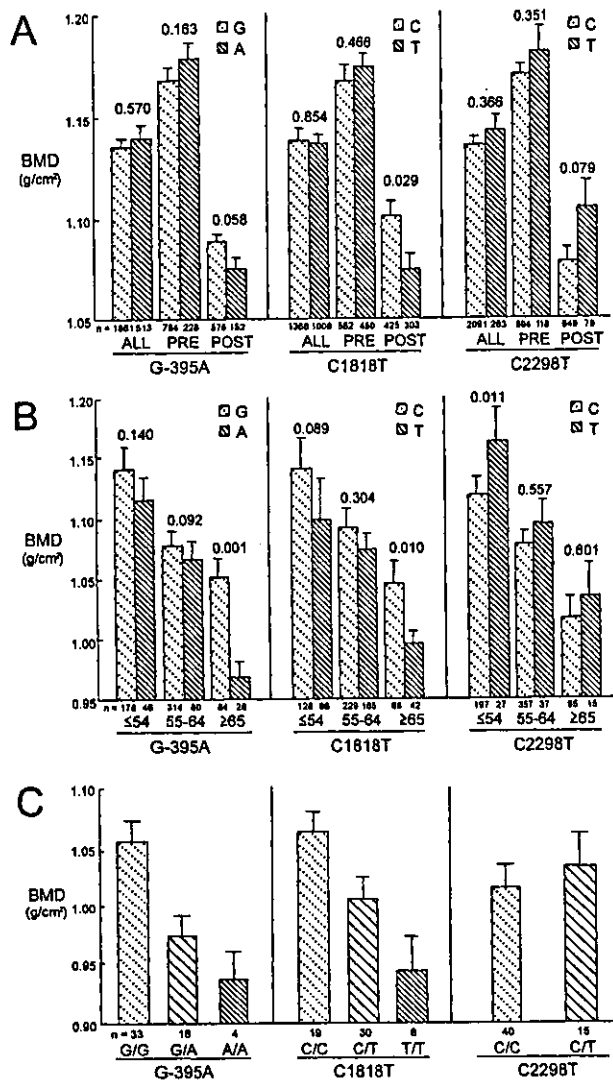 A
G
A
C
T
C
T
0.570
0.163
0.058
0.854
0.466
0.029
0.366
0.351
0.079
BMD
(g/cm²)
1.20
1.15
1.10
1.05
ALL PRE POST
ALL PRE POST
ALL PRE POST
G-395A
C1818T
C2298T
B
G
A
C
T
C
T
0.140
0.092
0.001
0.089
0.304
0.010
0.011
0.557
0.601
BMD
(g/cm²)
1.20
1.15
1.10
1.05
1.00
0.95
≤54 55-64 ≥65
≤54 55-64 ≥65
≤54 55-64 ≥65
G-395A
C1818T
C2298T
C
BMD
(g/cm²)
1.10
1.05
1.00
0.95
0.90
n = 33
4
19 30
40 15
G/G G/A A/A
C/C C/T T/T
C/C C/T
G-395A
C1818T
C2298T